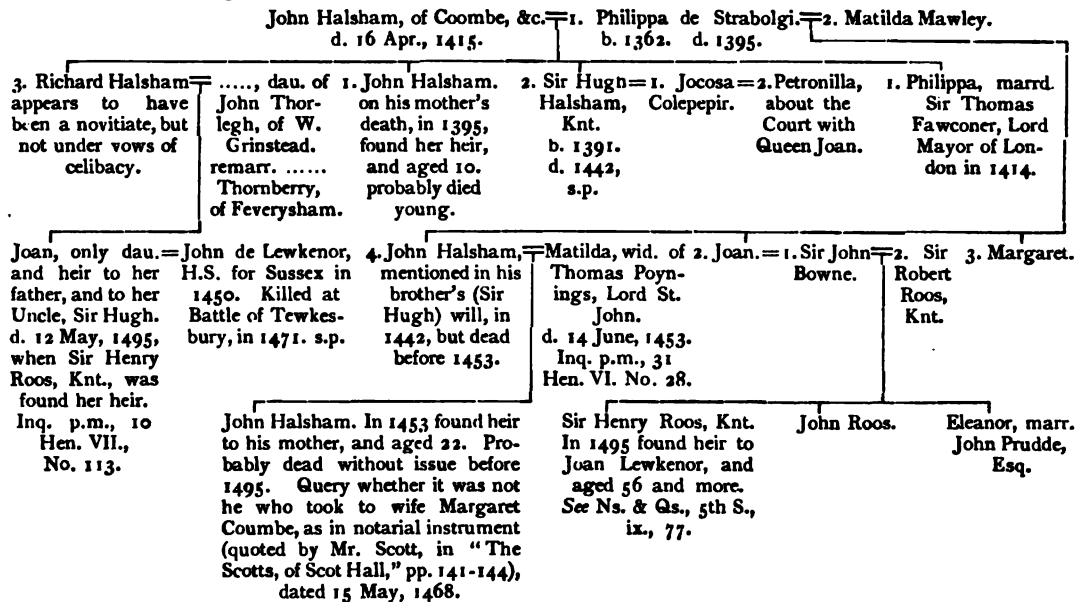 John Halsham, of Coombe, &c.=1. Philippa de Strabolgi.=2. Matilda Mawley.
d. 16 Apr., 1415. b. 1362. d. 1395.
3. Richard Halsham=
appears to have
been a novitiate, but
not under vows of
celibacy.
....., dau. of
John Thor-
legh, of W.
Grinstead.
remarr. ......
Thornberry,
of Feversham.
1. John Halsham.
on his mother's
death, in 1395,
found her heir,
and aged 10.
probably died
young.
2. Sir Hugh=1. Jocosa=2. Petronilla,
Halsham,
Knt.
b. 1391.
d. 1442,
s.p.
Colepepir.
about the
Court with
Queen Joan.
1. Philippa, marrd.
Sir Thomas
Fawconer, Lord
Mayor of Lon-
don in 1414.
Joan, only dau.=
and heir to her
father, and to her
Uncle, Sir Hugh.
d. 12 May, 1495,
when Sir Henry
Roos, Knt., was
found her heir.
Inq. p.m., 10
Hen. VII.,
No. 113.
John de Lewkenor,
H.S. for Sussex in
1450. Killed at
Battle of Tewkes-
bury, in 1471. s.p.
4. John Halsham,=
mentioned in his
brother's (Sir
Hugh) will, in
1442, but dead
before 1453.
Matilda, wid. of
Thomas Poyn-
ings, Lord St.
John.
d. 14 June, 1453.
Inq. p.m., 31
Hen. VI. No. 28.
2. Joan.=1. Sir John=2. Sir
Bowne.
Robert
Roos,
Knt.
3. Margaret.
John Halsham. In 1453 found heir
to his mother, and aged 22. Pro-
bably dead without issue before
1495. Query whether it was not
he who took to wife Margaret
Coumbe, as in notarial instrument
(quoted by Mr. Scott, in "The
Scotts, of Scot Hall," pp. 141-144),
dated 15 May, 1468.
Sir Henry Roos, Knt.
In 1495 found heir to
Joan Lewkenor, and
aged 56 and more.
See Ns. & Qs., 5th S.,
ix., 77.
John Roos.
Eleanor, marr.
John Prudde,
Esq.